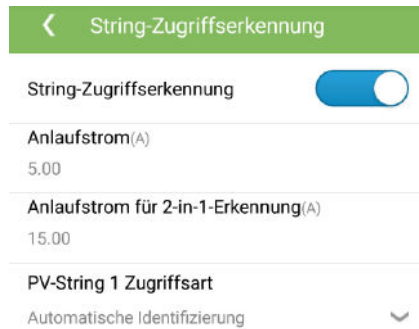 String-Zugriffserkennung
String-Zugriffserkennung
Anlaufstrom(A)
5.00
Anlaufstrom für 2-in-1-Erkennung(A)
15.00
PV-String 1 Zugriffsart
Automatische Identifizierung